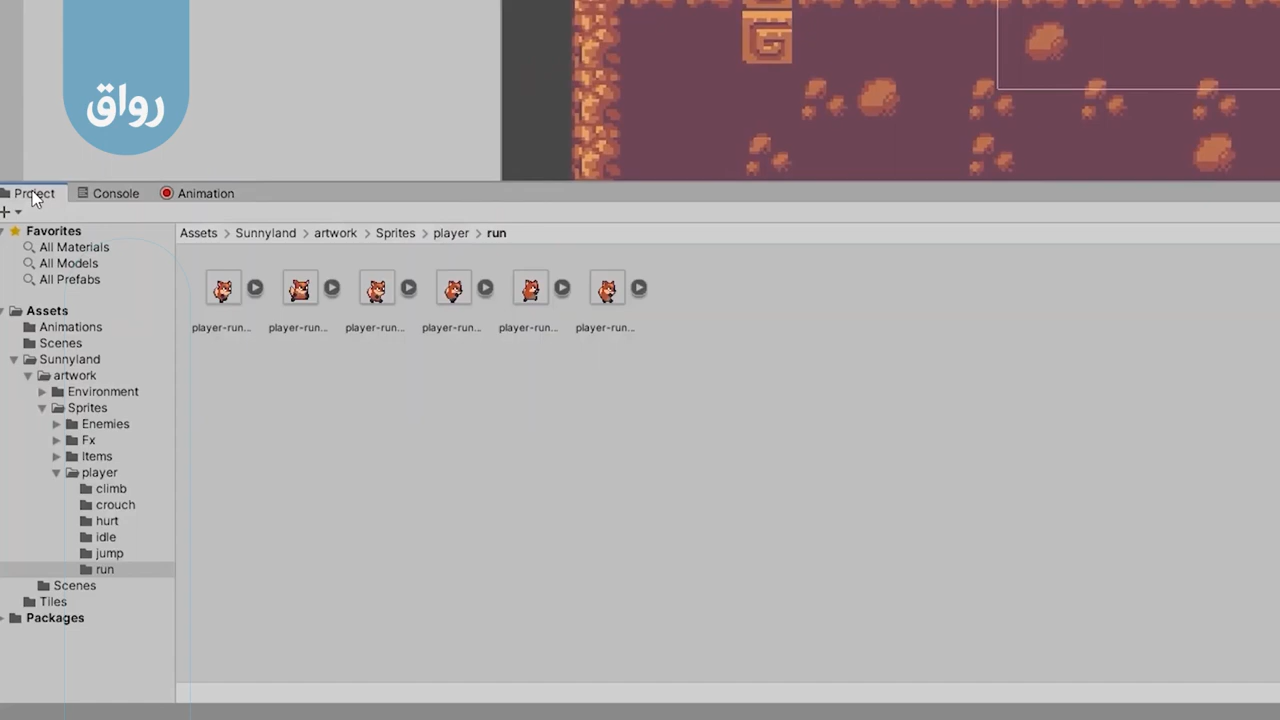 رواق
Project Console Animation
Favorites
All Materials
All Models
All Prefabs
Assets
Animations
Scenes
Sunnyland
artwork
Environment
Sprites
Enemies
Fx
Items
player
climb
crouch
hurt
idle
jump
run
Scenes
Tiles
Packages
Assets > Sunnyland > artwork > Sprites > player > run
player-run... player-run... player-run... player-run... player-run... player-run...